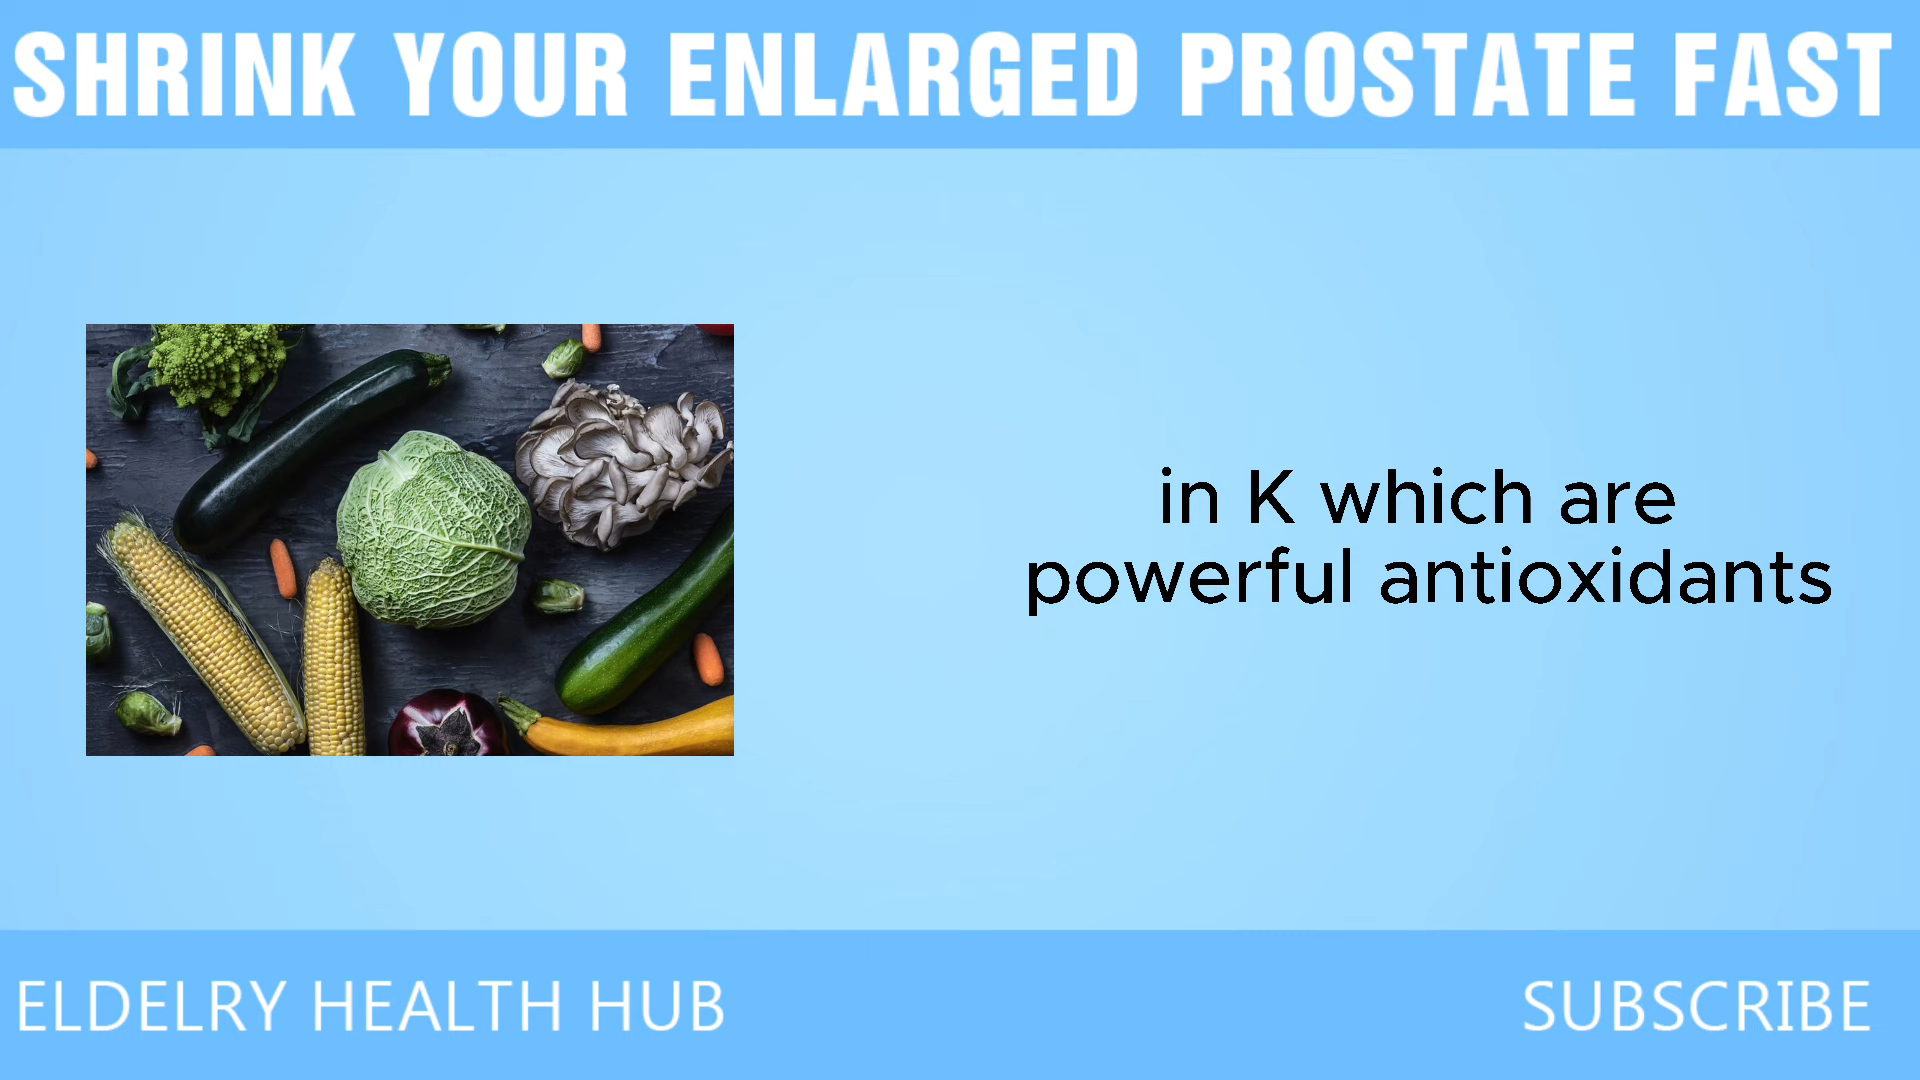 SHRINK YOUR ENLARGED PROSTATE FAST
in K which are
powerful antioxidants
ELDELRY HEALTH HUB
SUBSCRIBE